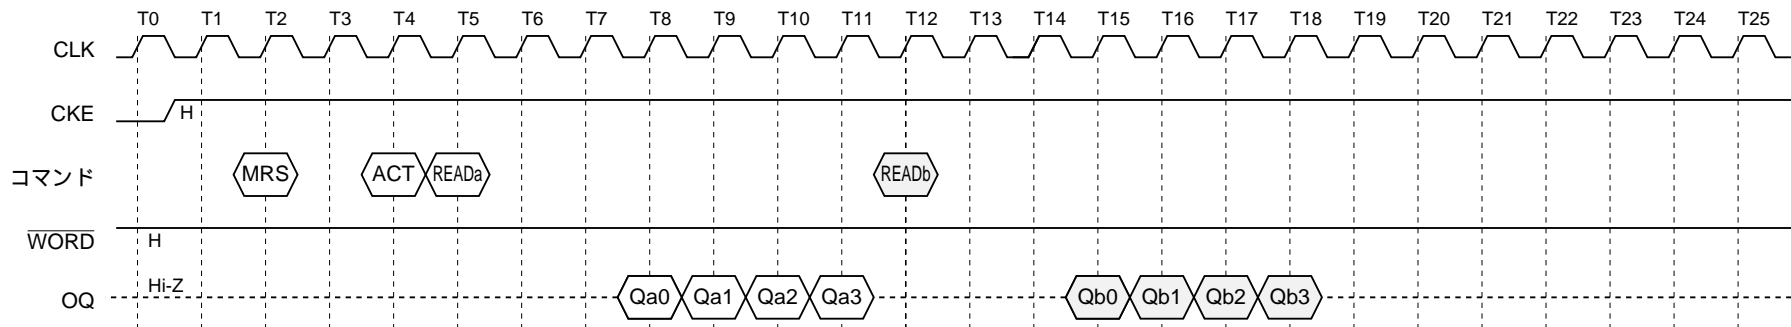 T0 T1 T2 T3 T4 T5 T6 T7 T8 T9 T10 T11 T12 T13 T14 T15 T16 T17 T18 T19 T20 T21 T22 T23 T24 T25
CLK
CKE H
コマンド MRS ACT READa READb
WORD H
OQ Hi-Z Qa0 Qa1 Qa2 Qa3 Qb0 Qb1 Qb2 Qb3